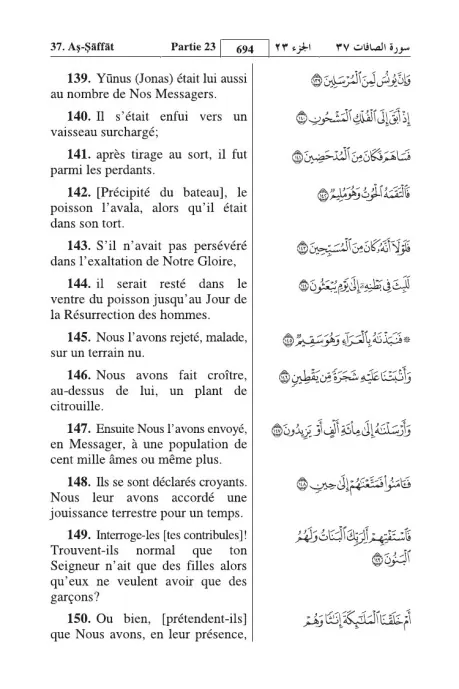 37. Aṣ-Ṣāffāt Partie 23 694 الجزء ٢٣ سورة الصافات ٣٧
139. Yūnus (Jonas) était lui aussi
au nombre de Nos Messagers.
140. Il s'était enfui vers un
vaisseau surchargé;
141. après tirage au sort, il fut
parmi les perdants.
142. [Précipité du bateau], le
poisson l'avala, alors qu'il était
dans son tort.
143. S'il n'avait pas persévéré
dans l'exaltation de Notre Gloire,
144. il serait resté dans le
ventre du poisson jusqu'au Jour de
la Résurrection des hommes.
145. Nous l'avons rejeté, malade,
sur un terrain nu.
146. Nous avons fait croître,
au-dessus de lui, un plant de
citrouille.
147. Ensuite Nous l'avons envoyé,
en Messager, à une population de
cent mille âmes ou même plus.
148. Ils se sont déclarés croyants.
Nous leur avons accordé une
jouissance terrestre pour un temps.
149. Interroge-les [tes contribules]!
Trouvent-ils normal que ton
Seigneur n'ait que des filles alors
qu'eux ne veulent avoir que des
garçons?
150. Ou bien, [prétendent-ils]
que Nous avons, en leur présence,
وَإِنَّ يُونُسَ لَمِنَ ٱلْمُرْسَلِينَ ١٣٩
إِذْ أَبَقَ إِلَى ٱلْفُلْكِ ٱلْمَشْحُونِ ١٤٠
فَسَاهَمَ فَكَانَ مِنَ ٱلْمُدْحَضِينَ ١٤١
فَٱلْتَقَمَهُ ٱلْحُوتُ وَهُوَ مُلِيمٌ ١٤٢
فَلَوْلَآ أَنَّهُۥ كَانَ مِنَ ٱلْمُسَبِّحِينَ ١٤٣
لَلَبِثَ فِى بَطْنِهِۦٓ إِلَىٰ يَوْمِ يُبْعَثُونَ ١٤٤
۞ فَنَبَذْنَٰهُ بِٱلْعَرَآءِ وَهُوَ سَقِيمٌ ١٤٥
وَأَنۢبَتْنَا عَلَيْهِ شَجَرَةً مِّن يَقْطِينٍ ١٤٦
وَأَرْسَلْنَٰهُ إِلَىٰ مِا۟ئَةِ أَلْفٍ أَوْ يَزِيدُونَ ١٤٧
فَـَٔامَنُوا۟ فَمَتَّعْنَٰهُمْ إِلَىٰ حِينٍ ١٤٨
فَٱسْتَفْتِهِمْ أَلِرَبِّكَ ٱلْبَنَاتُ وَلَهُمُ
ٱلْبَنُونَ ١٤٩
أَمْ خَلَقْنَا ٱلْمَلَٰٓئِكَةَ إِنَٰثًا وَهُمْ